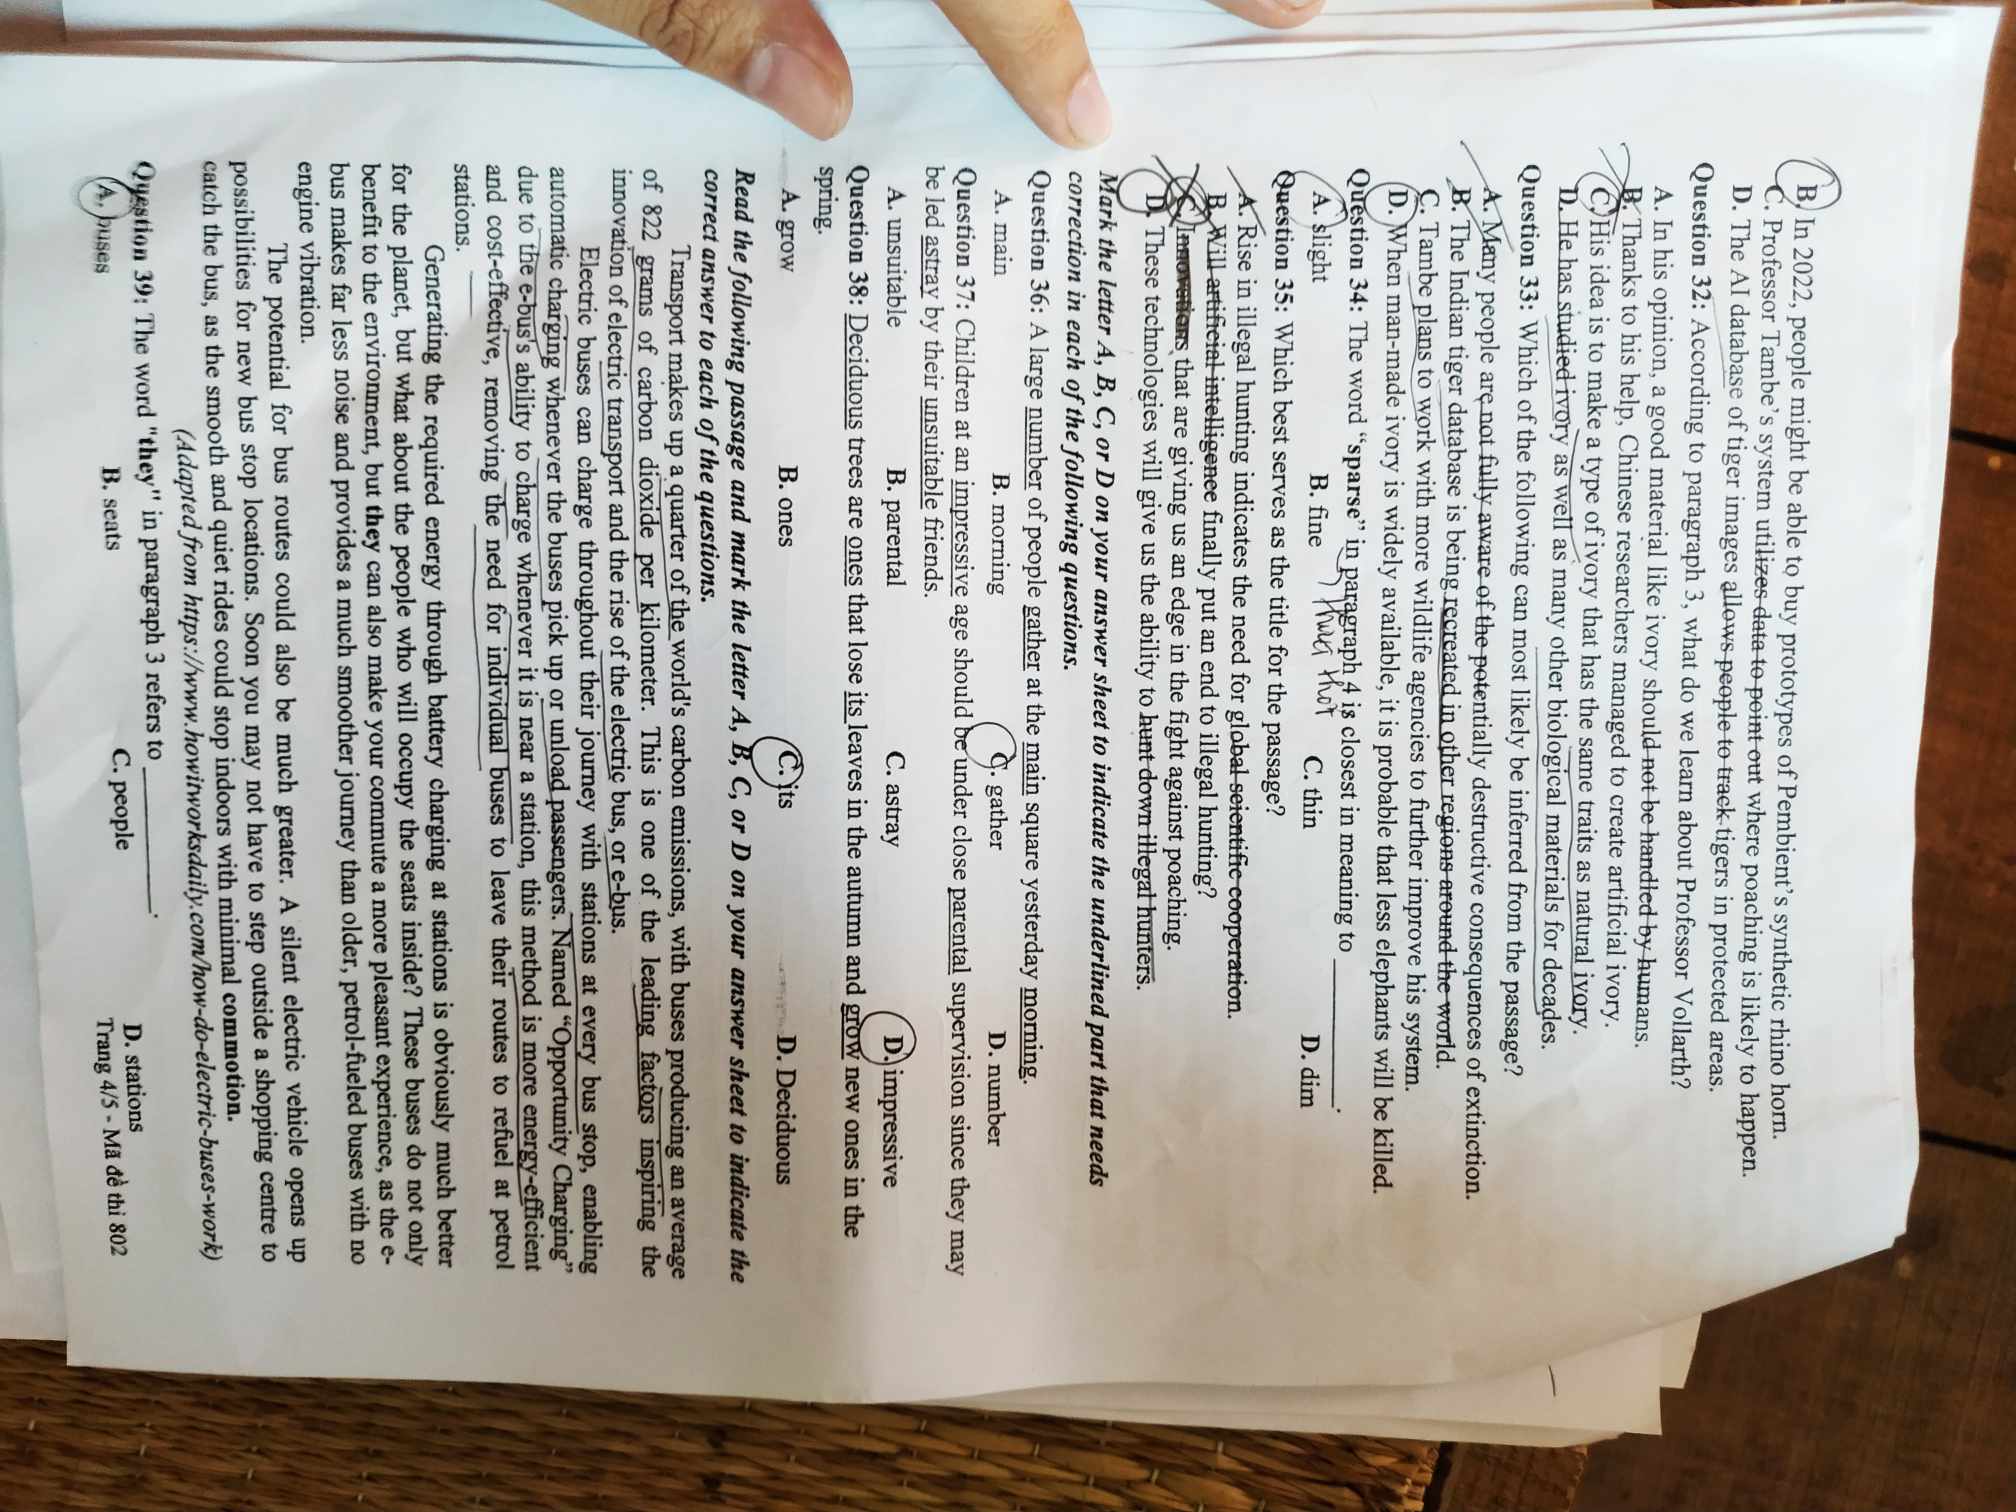 B. In 2022, people might be able to buy prototypes of Pembient's synthetic rhino horn.
C. Professor Tambe's system utilizes data to point out where poaching is likely to happen.
D. The AI database of tiger images allows people to track tigers in protected areas.
Question 32: According to paragraph 3, what do we learn about Professor Vollarth?
A. In his opinion, a good material like ivory should not be handled by humans.
B. Thanks to his help, Chinese researchers managed to create artificial ivory.
C. His idea is to make a type of ivory that has the same traits as natural ivory.
D. He has studied ivory as well as many other biological materials for decades.
Question 33: Which of the following can most likely be inferred from the passage?
A. Many people are not fully aware of the potentially destructive consequences of extinction.
B. The Indian tiger database is being recreated in other regions around the world.
C. Tambe plans to work with more wildlife agencies to further improve his system.
D. When man-made ivory is widely available, it is probable that less elephants will be killed.
Question 34: The word "sparse" in paragraph 4 is closest in meaning to ________.
thưa thớt
A. slight B. fine C. thin D. dim
Question 35: Which best serves as the title for the passage?
A. Rise in illegal hunting indicates the need for global scientific cooperation.
B. Will artificial intelligence finally put an end to illegal hunting?
C. Innovations that are giving us an edge in the fight against poaching.
D. These technologies will give us the ability to hunt down illegal hunters.
Mark the letter A, B, C, or D on your answer sheet to indicate the underlined part that needs
correction in each of the following questions.
Question 36: A large number of people gather at the main square yesterday morning.
A. main B. morning C. gather D. number
Question 37: Children at an impressive age should be under close parental supervision since they may
be led astray by their unsuitable friends.
A. unsuitable B. parental C. astray D. impressive
Question 38: Deciduous trees are ones that lose its leaves in the autumn and grow new ones in the
spring.
A. grow B. ones C. its D. Deciduous
Read the following passage and mark the letter A, B, C, or D on your answer sheet to indicate the
correct answer to each of the questions.
Transport makes up a quarter of the world's carbon emissions, with buses producing an average
of 822 grams of carbon dioxide per kilometer. This is one of the leading factors inspiring the
innovation of electric transport and the rise of the electric bus, or e-bus.
Electric buses can charge throughout their journey with stations at every bus stop, enabling
automatic charging whenever the buses pick up or unload passengers. Named "Opportunity Charging"
due to the e-bus's ability to charge whenever it is near a station, this method is more energy-efficient
and cost-effective, removing the need for individual buses to leave their routes to refuel at petrol
stations.
Generating the required energy through battery charging at stations is obviously much better
for the planet, but what about the people who will occupy the seats inside? These buses do not only
benefit to the environment, but they can also make your commute a more pleasant experience, as the e-
bus makes far less noise and provides a much smoother journey than older, petrol-fueled buses with no
engine vibration.
The potential for bus routes could also be much greater. A silent electric vehicle opens up
possibilities for new bus stop locations. Soon you may not have to step outside a shopping centre to
catch the bus, as the smooth and quiet rides could stop indoors with minimal commotion.
(Adapted from https://www.howitworksdaily.com/how-do-electric-buses-work)
Question 39: The word "they" in paragraph 3 refers to ________.
A. buses B. seats C. people D. stations
Trang 4/5 - Mã đề thi 802